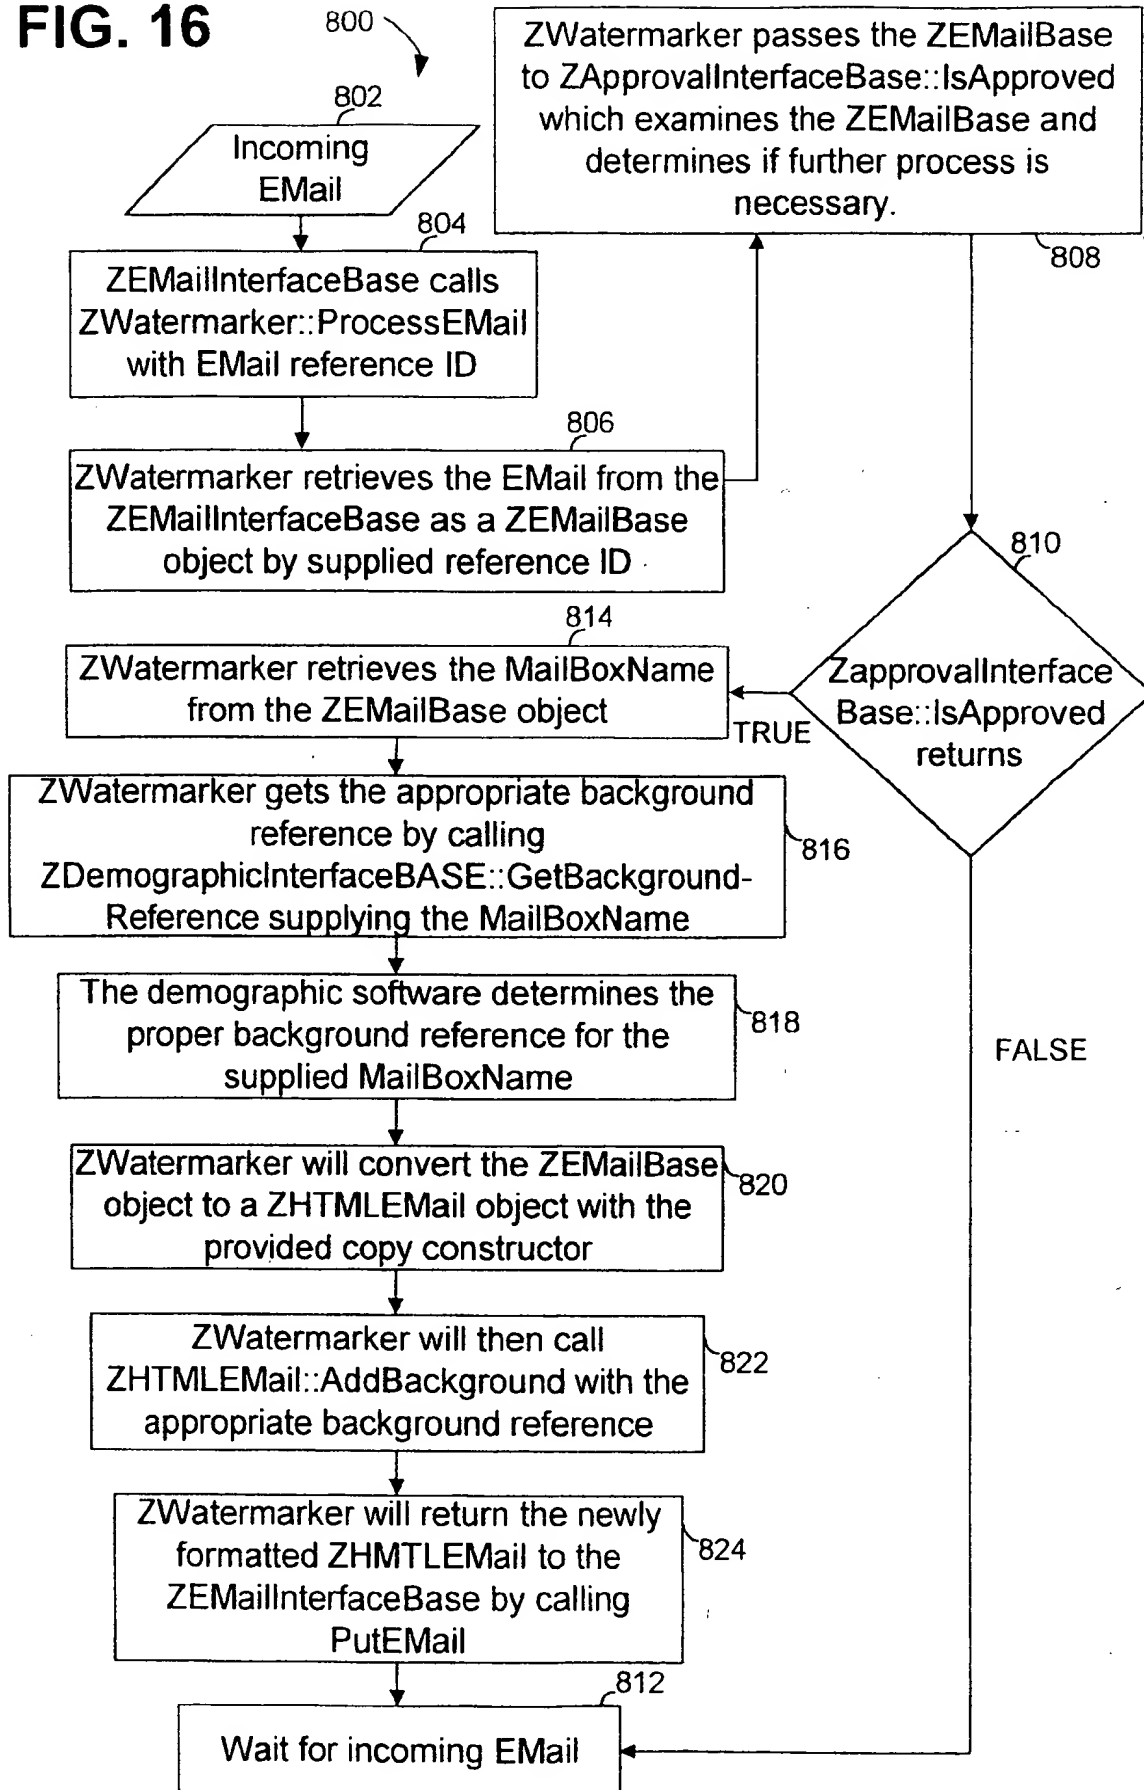 FIG. 16
800
802
Incoming
EMail
804
ZEMailInterfaceBase calls
ZWatermarker::ProcessEMail
with EMail reference ID
806
ZWatermarker retrieves the EMail from the
ZEMailInterfaceBase as a ZEMailBase
object by supplied reference ID
ZWatermarker passes the ZEMailBase
to ZApprovalInterfaceBase::IsApproved
which examines the ZEMailBase and
determines if further process is
necessary.
808
810
ZapprovalInterface
Base::IsApproved
returns
TRUE
FALSE
814
ZWatermarker retrieves the MailBoxName
from the ZEMailBase object
ZWatermarker gets the appropriate background
reference by calling
ZDemographicInterfaceBASE::GetBackground-
Reference supplying the MailBoxName
816
The demographic software determines the
proper background reference for the
supplied MailBoxName
818
ZWatermarker will convert the ZEMailBase
object to a ZHTMLEMail object with the
provided copy constructor
820
ZWatermarker will then call
ZHTMLEMail::AddBackground with the
appropriate background reference
822
ZWatermarker will return the newly
formatted ZHMTLEMail to the
ZEMailInterfaceBase by calling
PutEMail
824
812
Wait for incoming EMail